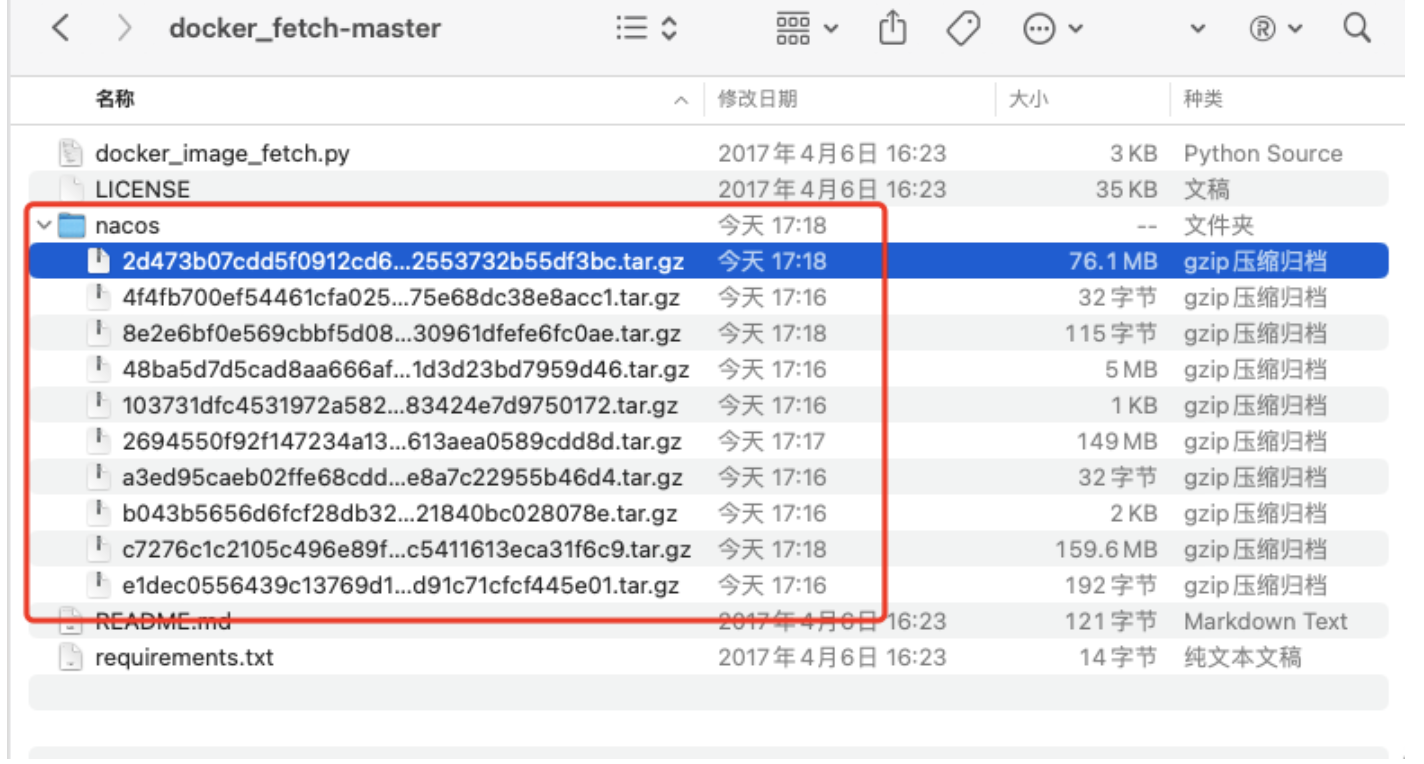 docker_fetch-master
名称 修改日期 大小 种类
docker_image_fetch.py 2017年4月6日 16:23 3 KB Python Source
LICENSE 2017年4月6日 16:23 35 KB 文稿
nacos 今天 17:18 -- 文件夹
2d473b07cdd5f0912cd6...2553732b55df3bc.tar.gz 今天 17:18 76.1 MB gzip压缩归档
4f4fb700ef54461cfa025...75e68dc38e8acc1.tar.gz 今天 17:16 32字节 gzip压缩归档
8e2e6bf0e569cbbf5d08...30961dfefe6fc0ae.tar.gz 今天 17:18 115字节 gzip压缩归档
48ba5d7d5cad8aa666af...1d3d23bd7959d46.tar.gz 今天 17:16 5 MB gzip压缩归档
103731dfc4531972a582...83424e7d9750172.tar.gz 今天 17:16 1 KB gzip压缩归档
2694550f92f147234a13...613aea0589cdd8d.tar.gz 今天 17:17 149 MB gzip压缩归档
a3ed95caeb02ffe68cdd...e8a7c22955b46d4.tar.gz 今天 17:16 32字节 gzip压缩归档
b043b5656d6fcf28db32...21840bc028078e.tar.gz 今天 17:16 2 KB gzip压缩归档
c7276c1c2105c496e89f...c5411613eca31f6c9.tar.gz 今天 17:18 159.6 MB gzip压缩归档
e1dec0556439c13769d1...d91c71cfcf445e01.tar.gz 今天 17:16 192字节 gzip压缩归档
README.md 2017年4月6日 16:23 121字节 Markdown Text
requirements.txt 2017年4月6日 16:23 14字节 纯文本文稿